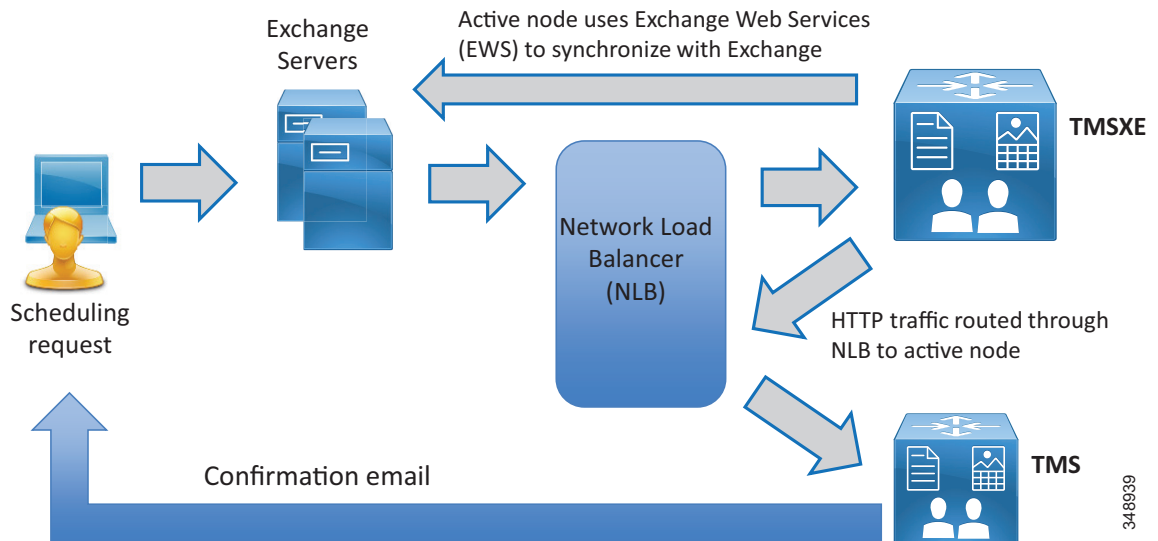 Exchange
Servers
Active node uses Exchange Web Services
(EWS) to synchronize with Exchange
TMSXE
Network Load
Balancer
(NLB)
Scheduling
request
HTTP traffic routed through
NLB to active node
Confirmation email
TMS
348939